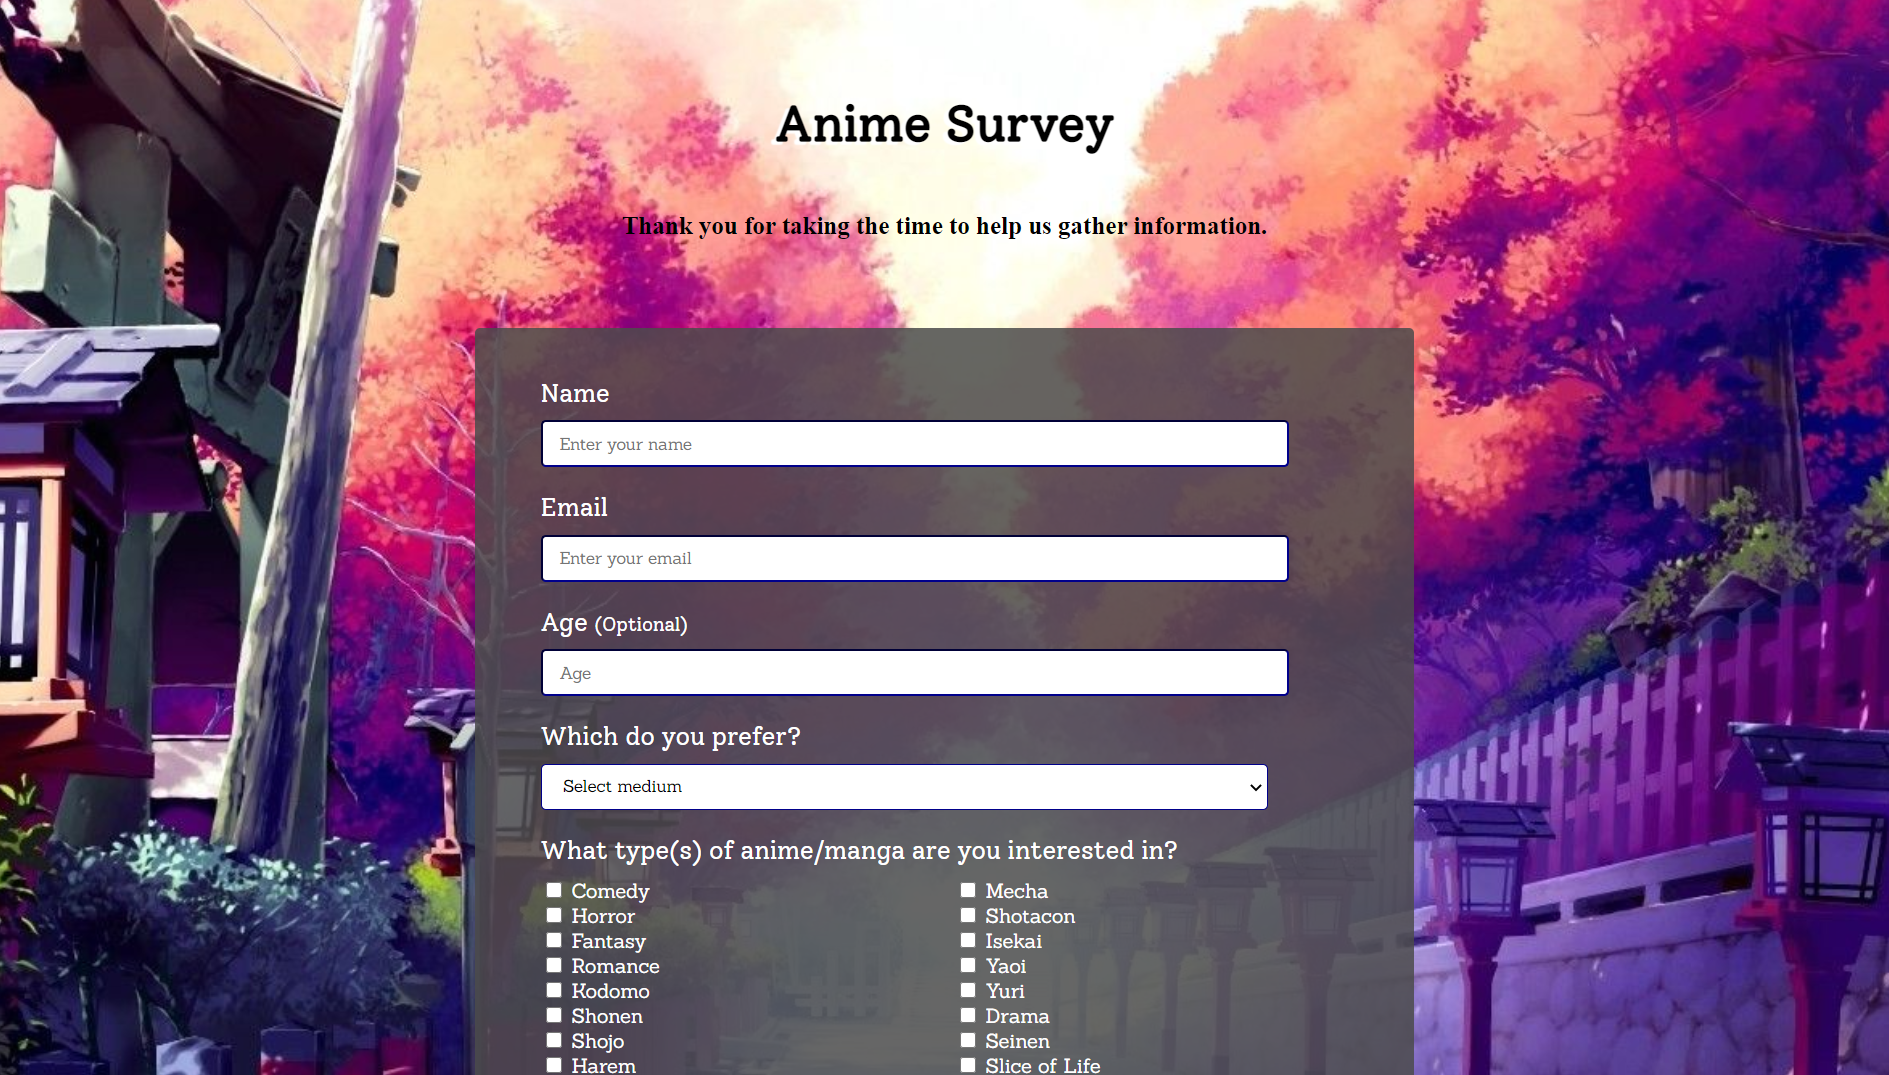 Anime Survey
Thank you for taking the time to help us gather information.
Name
Enter your name
Email
Enter your email
Age (Optional)
Age
Which do you prefer?
Select medium
What type(s) of anime/manga are you interested in?
Comedy
Horror
Fantasy
Romance
Kodomo
Shonen
Shojo
Harem
Mecha
Shotacon
Isekai
Yaoi
Yuri
Drama
Seinen
Slice of Life